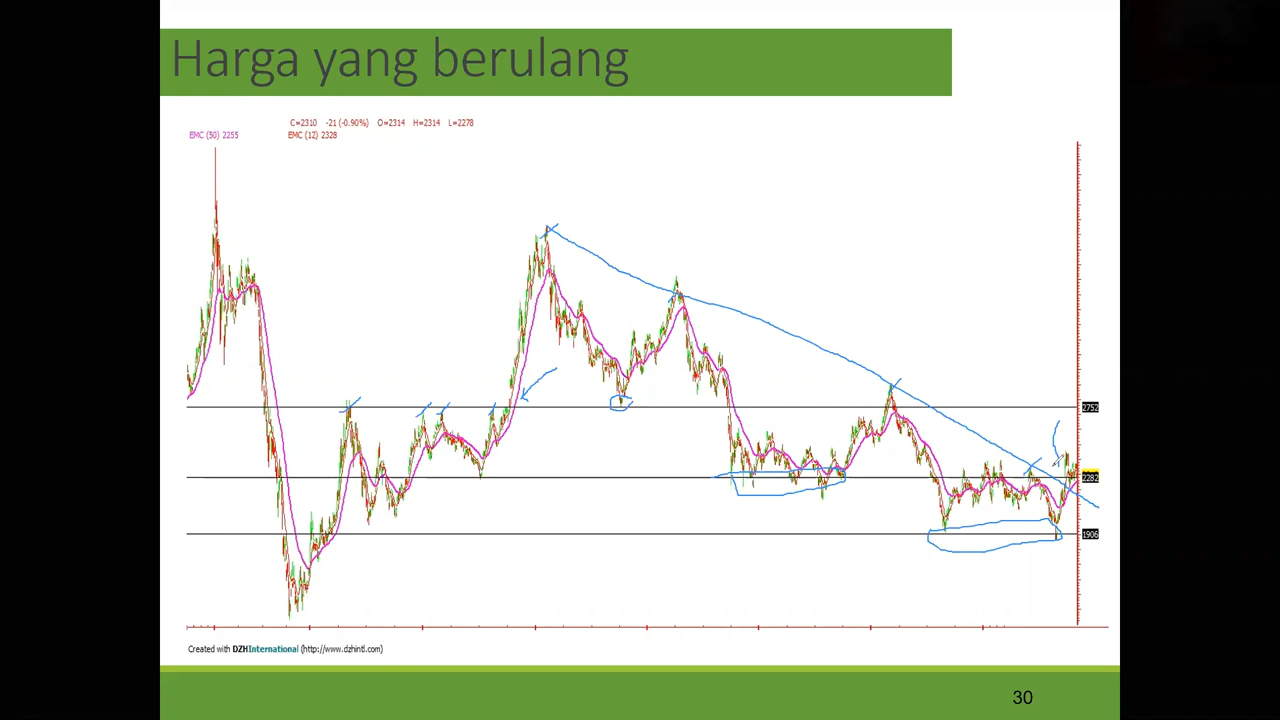 Harga yang berulang
C=2310 -21 (-0.90%) O=2314 H=2314 L=2278
EMC (50) 2255 EMC (12) 2328
2752
2282
1906
Created with DZHInternational (http://www.dzhintl.com)
30